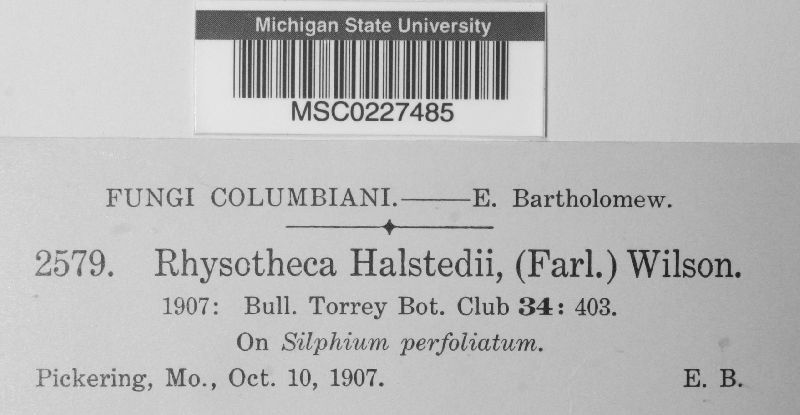 Michigan State University
MSC0227485
FUNGI COLUMBIANI.——E. Bartholomew.
2579. Rhysotheca Halstedii, (Farl.) Wilson.
1907: Bull. Torrey Bot. Club 34: 403.
On Silphium perfoliatum.
Pickering, Mo., Oct. 10, 1907. E. B.